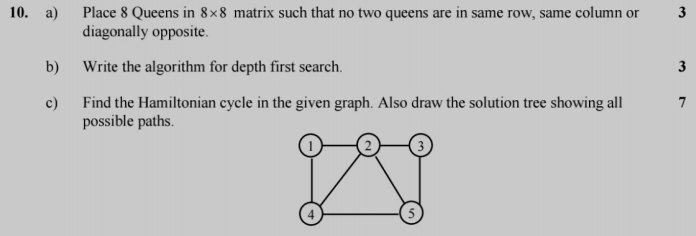 10. a) Place 8 Queens in 8×8 matrix such that no two queens are in same row, same column or 3
diagonally opposite.
b) Write the algorithm for depth first search. 3
c) Find the Hamiltonian cycle in the given graph. Also draw the solution tree showing all 7
possible paths.
1 2 3
4 5